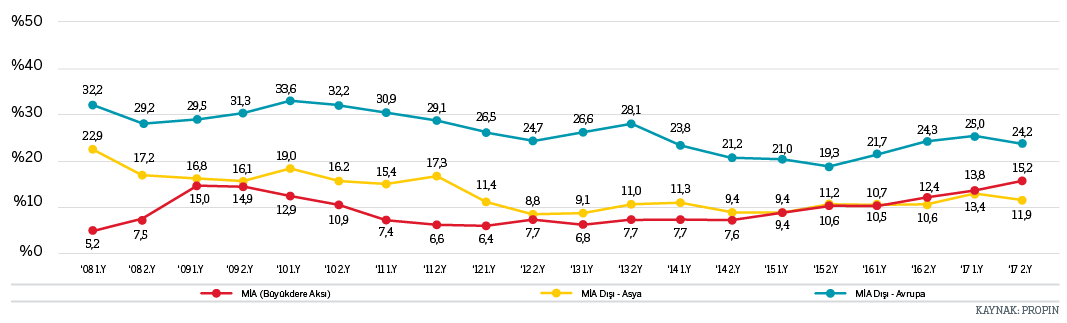 %50
%40
%30
%20
%10
%0
32,2 29,2 29,5 31,3 33,6 32,2 30,9 29,1 26,5 24,7 26,6 28,1 23,8 21,2 21,0 19,3 21,7 24,3 25,0 24,2
22,9 17,2 16,8 16,1 19,0 16.2 15,4 17,3 11,4 8,8 9,1 11,0 11,3 9,4 9,4 11,2 10,7 12,4 13,8 15,2
5,2 7,5 15,0 14,9 12,9 10,9 7,4 6,6 6,4 7,7 6,8 7,7 7,7 7,6 9,4 10,6 10,5 10,6 13,4 11,9
'08 1.Y '08 2.Y '09 1.Y '09 2.Y '10 1.Y '10 2.Y '11 1.Y '11 2.Y '12 1.Y '12 2.Y '13 1.Y '13 2.Y '14 1.Y '14 2.Y '15 1.Y '15 2.Y '16 1.Y '16 2.Y '17 1.Y '17 2.Y
MİA (Büyükdere Aksı) MİA Dışı - Asya MİA Dışı - Avrupa
KAYNAK: PROPIN